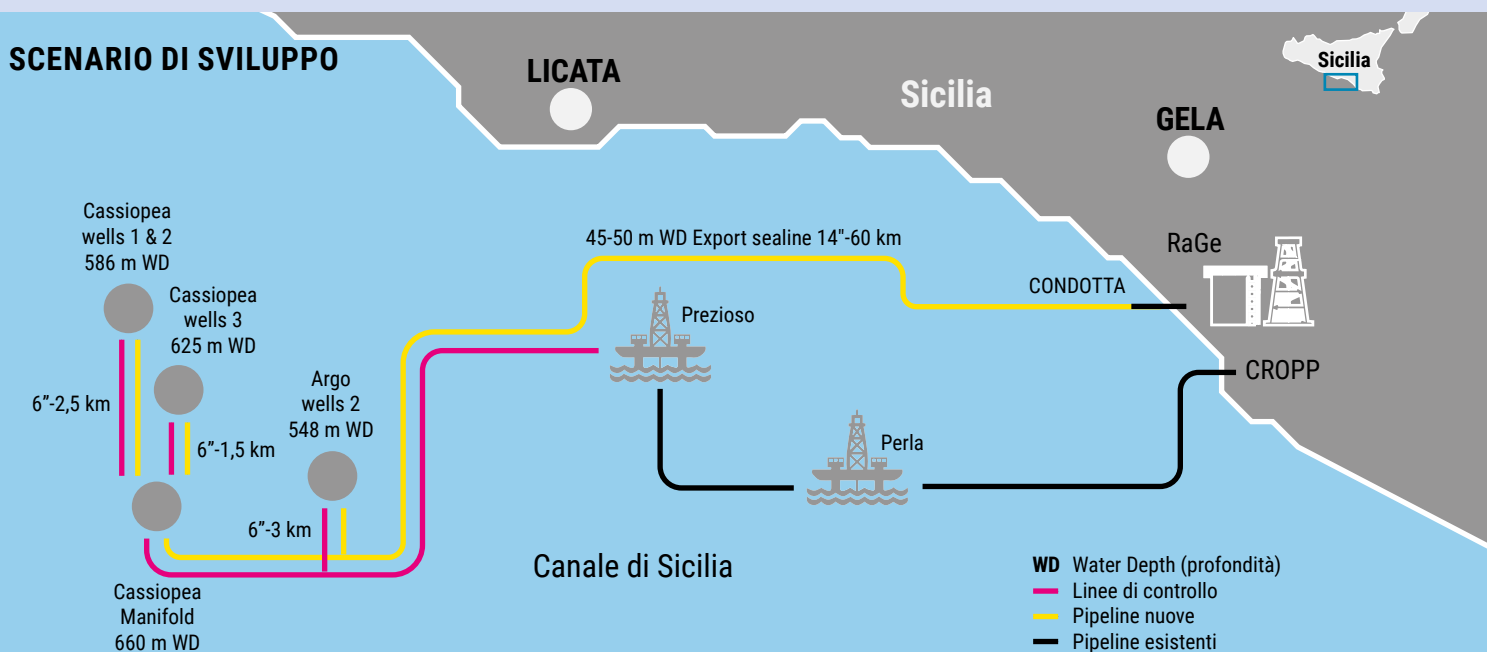 SCENARIO DI SVILUPPO
LICATA
Sicilia
Sicilia
GELA
Cassiopea
wells 1 & 2
586 m WD
Cassiopea
wells 3
625 m WD
Argo
wells 2
548 m WD
6”-2,5 km
6”-1,5 km
6”-3 km
45-50 m WD Export sealine 14"-60 km
CONDOTTA
RaGe
Prezioso
CROPP
Perla
Cassiopea
Manifold
660 m WD
Canale di Sicilia
WD Water Depth (profondità)
Linee di controllo
Pipeline nuove
Pipeline esistenti